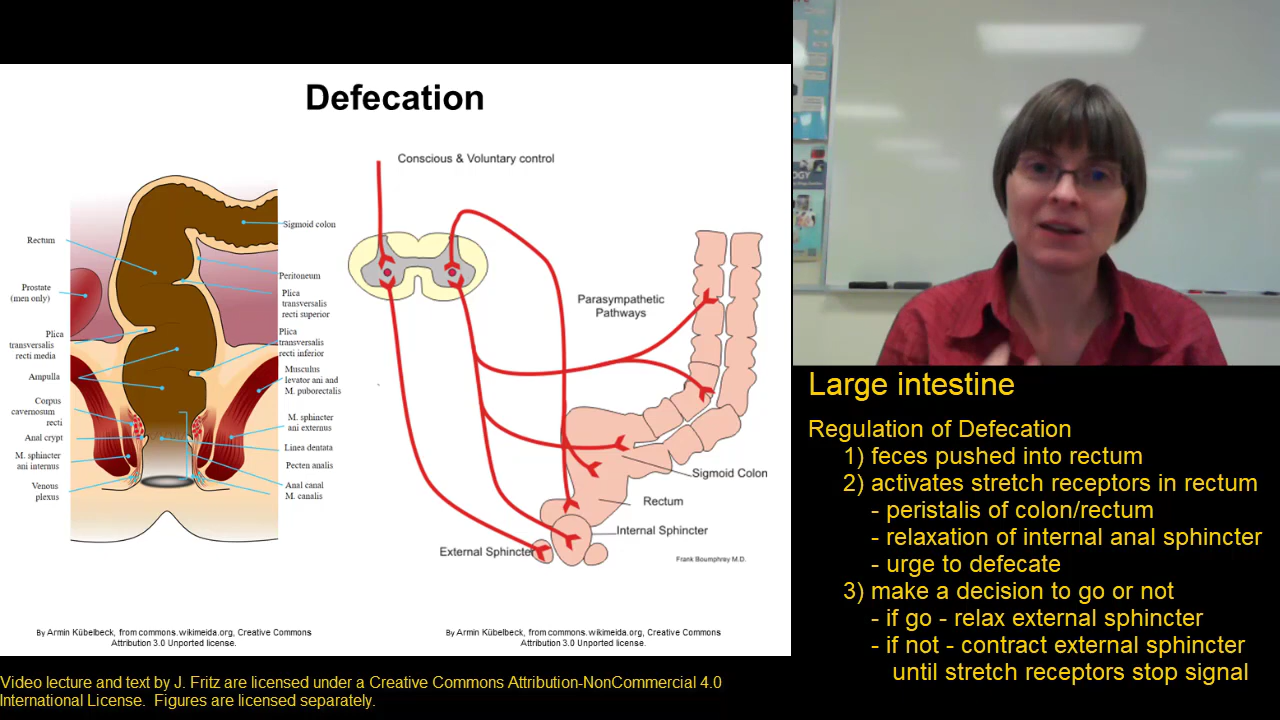 Defecation
Sigmoid colon
Rectum
Peritoneum
Prostate
(men only)
Plica
transversalis
recti superior
Plica
transversalis
recti media
Plica
transversalis
recti inferior
Ampulla
Musculus
levator ani and
M. puborectalis
Corpus
cavernosum
recti
M. sphincter
ani externus
Anal crypt
Linea dentata
M. sphincter
ani internus
Pecten analis
Venous
plexus
Anal canal
M. canalis
By Armin Kübelbeck, from commons.wikimeida.org, Creative Commons
Attribution 3.0 Unported license.
Conscious & Voluntary control
Parasympathetic
Pathways
Sigmoid Colon
Rectum
Internal Sphincter
External Sphincter
Frank Boumphrey M.D.
By Armin Kübelbeck, from commons.wikimeida.org, Creative Commons
Attribution 3.0 Unported license.
Large intestine
Regulation of Defecation
1) feces pushed into rectum
2) activates stretch receptors in rectum
- peristalis of colon/rectum
- relaxation of internal anal sphincter
- urge to defecate
3) make a decision to go or not
- if go - relax external sphincter
- if not - contract external sphincter
until stretch receptors stop signal
Video lecture and text by J. Fritz are licensed under a Creative Commons Attribution-NonCommercial 4.0
International License. Figures are licensed separately.